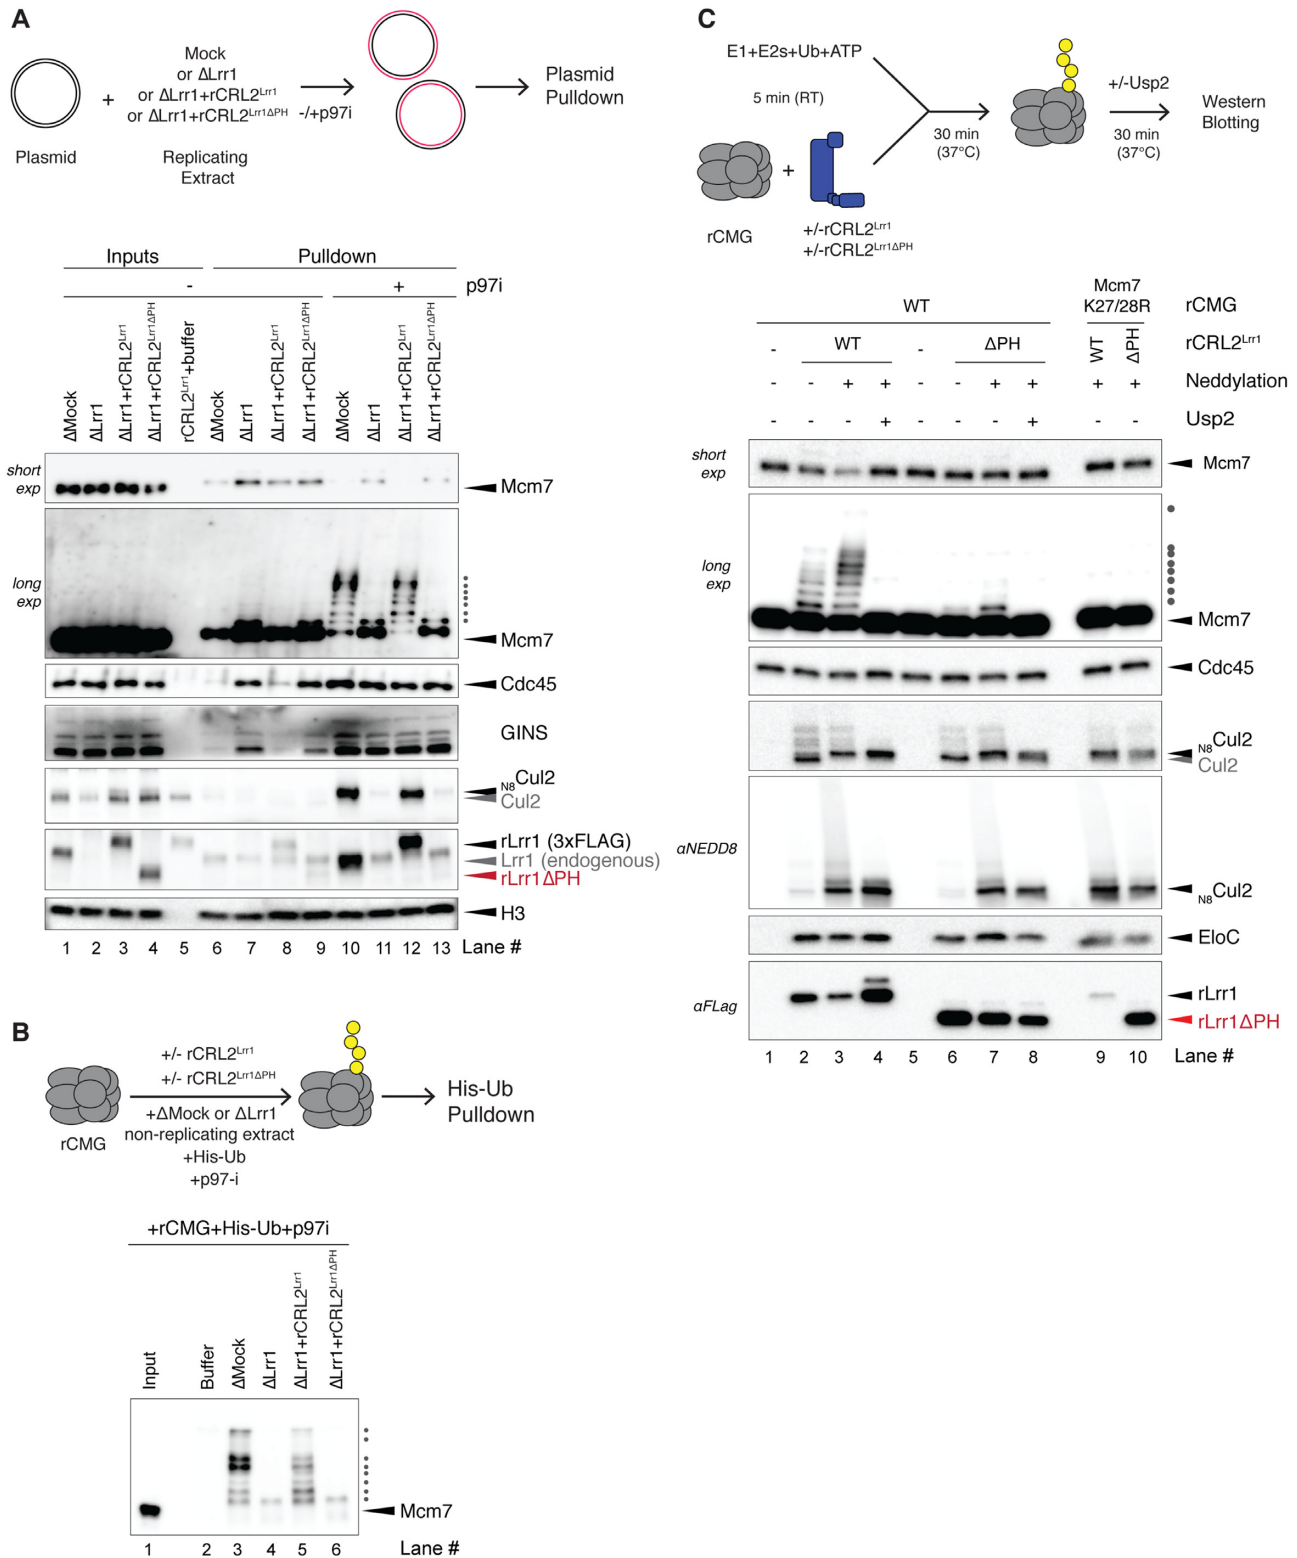 A
Mock
or ΔLrr1
or ΔLrr1+rCRL2Lrr1
or ΔLrr1+rCRL2Lrr1ΔPH
-/+p97i
+
Plasmid
Replicating
Extract
Plasmid
Pulldown
Inputs
Pulldown
-
+
p97i
ΔMock
ΔLrr1
ΔLrr1+rCRL2Lrr1
ΔLrr1+rCRL2Lrr1ΔPH
rCRL2Lrr1+buffer
ΔMock
ΔLrr1
ΔLrr1+rCRL2Lrr1
ΔLrr1+rCRL2Lrr1ΔPH
ΔMock
ΔLrr1
ΔLrr1+rCRL2Lrr1
ΔLrr1+rCRL2Lrr1ΔPH
short
exp
Mcm7
long
exp
Mcm7
Cdc45
GINS
N8Cul2
Cul2
rLrr1 (3xFLAG)
Lrr1 (endogenous)
rLrr1ΔPH
H3
1 2 3 4 5 6 7 8 9 10 11 12 13 Lane #
B
+/- rCRL2Lrr1
+/- rCRL2Lrr1ΔPH
+ΔMock or ΔLrr1
non-replicating extract
+His-Ub
+p97-i
rCMG
His-Ub
Pulldown
+rCMG+His-Ub+p97i
Input
Buffer
ΔMock
ΔLrr1
ΔLrr1+rCRL2Lrr1
ΔLrr1+rCRL2Lrr1ΔPH
Mcm7
1 2 3 4 5 6 Lane #
C
E1+E2s+Ub+ATP
5 min (RT)
+
rCMG
+/-rCRL2Lrr1
+/-rCRL2Lrr1ΔPH
30 min
(37°C)
+/-Usp2
30 min
(37°C)
Western
Blotting
WT
Mcm7
K27/28R
rCMG
- WT - ΔPH WT ΔPH rCRL2Lrr1
- - + + - - + + + + Neddylation
- - - + - - - + - - Usp2
short
exp
Mcm7
long
exp
Mcm7
Cdc45
N8Cul2
Cul2
αNEDD8
N8Cul2
EloC
αFLag
rLrr1
rLrr1ΔPH
1 2 3 4 5 6 7 8 9 10 Lane #